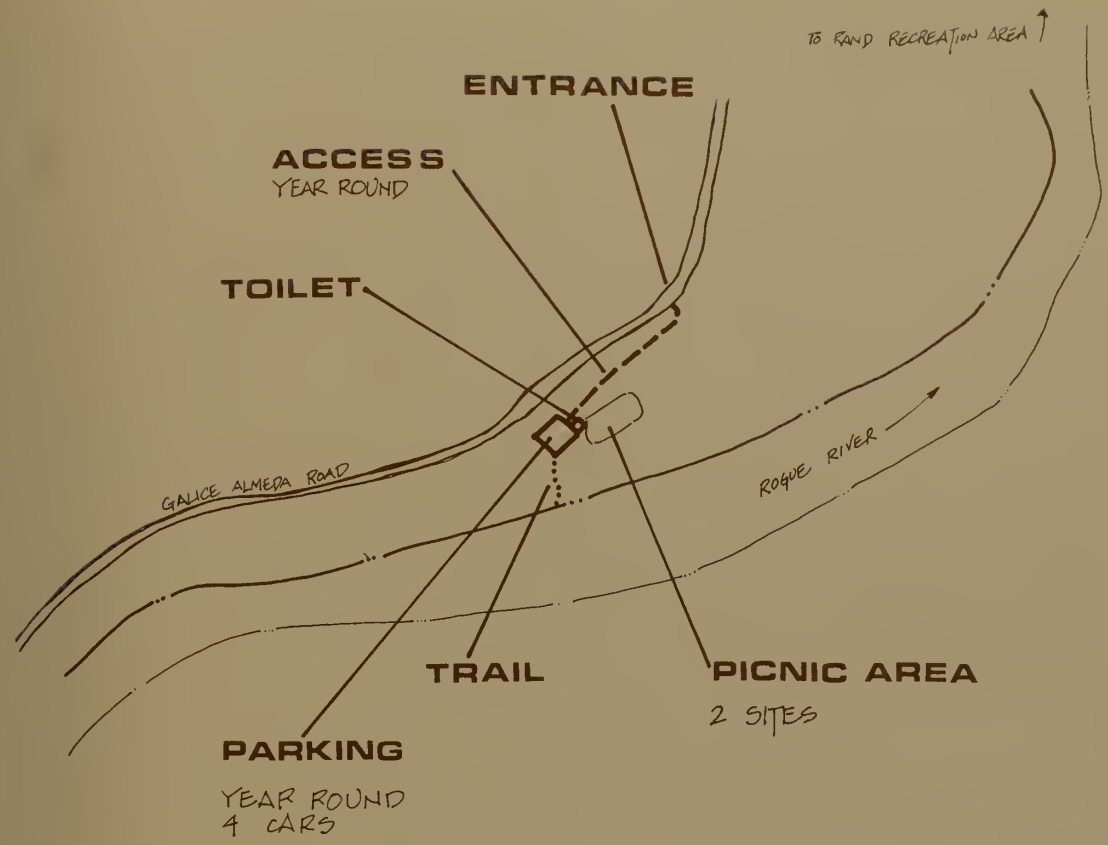 TO RAND RECREATION AREA
ENTRANCE
ACCESS
YEAR ROUND
TOILET
GALICE ALMEDA ROAD
ROGUE RIVER
TRAIL
PICNIC AREA
2 SITES
PARKING
YEAR ROUND
4 CARS